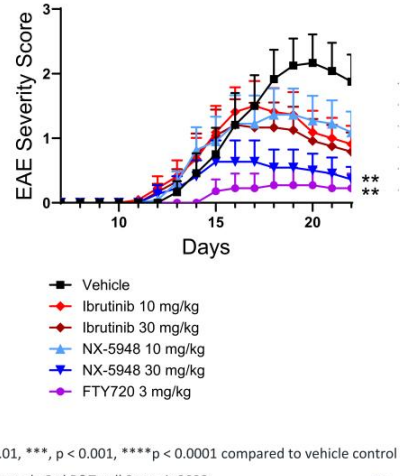 3
2
1
0
EAE Severity Score
10 15 20
Days
**
**
Vehicle
Ibrutinib 10 mg/kg
Ibrutinib 30 mg/kg
NX-5948 10 mg/kg
NX-5948 30 mg/kg
FTY720 3 mg/kg
.01, ***, p < 0.001, ****p < 0.0001 compared to vehicle control